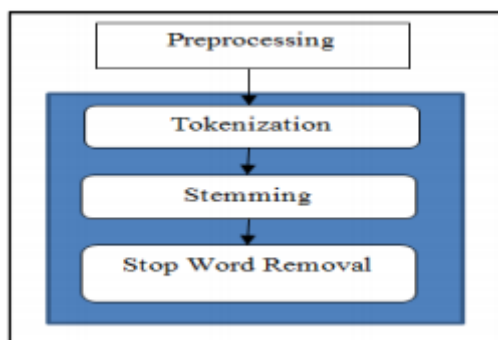 Preprocessing
Tokenization
Stemming
Stop Word Removal